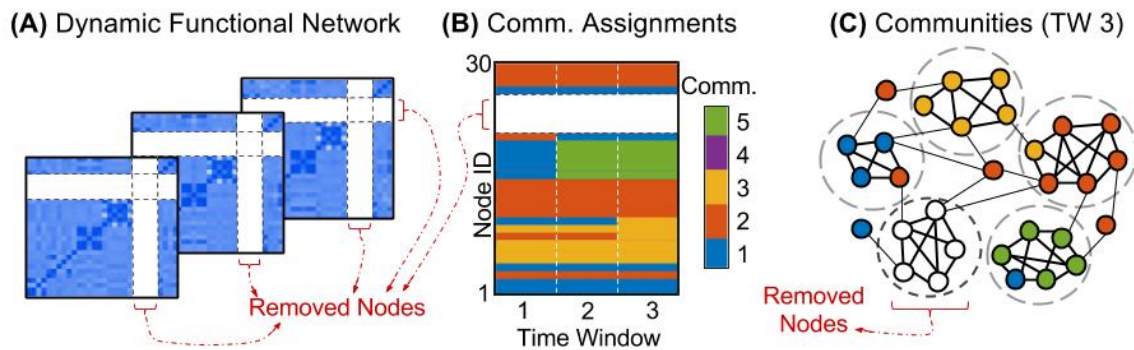 (A) Dynamic Functional Network
(B) Comm. Assignments
(C) Communities (TW 3)
30
Node ID
1
1 2 3
Time Window
Comm.
5
4
3
2
1
Removed Nodes
Removed
Nodes